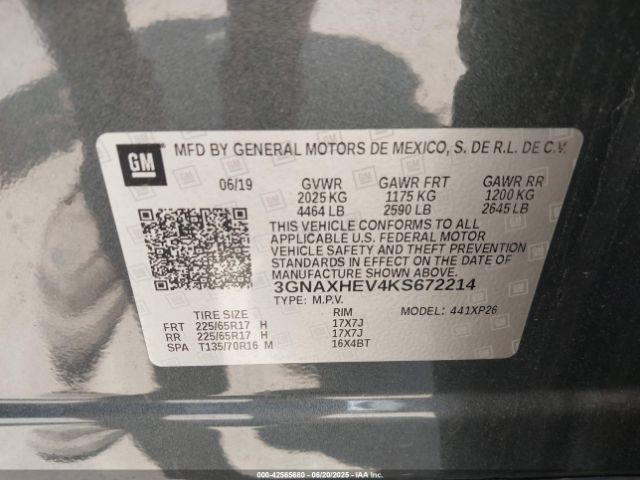 GM
MFD BY GENERAL MOTORS DE MEXICO, S. DE R.L. DE C.V.
06/19 GVWR GAWR FRT GAWR RR
2025 KG 1175 KG 1200 KG
4464 LB 2590 LB 2645 LB
THIS VEHICLE CONFORMS TO ALL
APPLICABLE U.S. FEDERAL MOTOR
VEHICLE SAFETY AND THEFT PREVENTION
STANDARDS IN EFFECT ON THE DATE OF
MANUFACTURE SHOWN ABOVE.
3GNAXHEV4KS672214
TYPE: M.P.V. MODEL: 441XP26
TIRE SIZE RIM
FRT 225/65R17 H 17X7J
RR 225/65R17 H 17X7J
SPA T135/70R16 M 16X4BT
000-42565680 06/20/2025 IAAI.COM